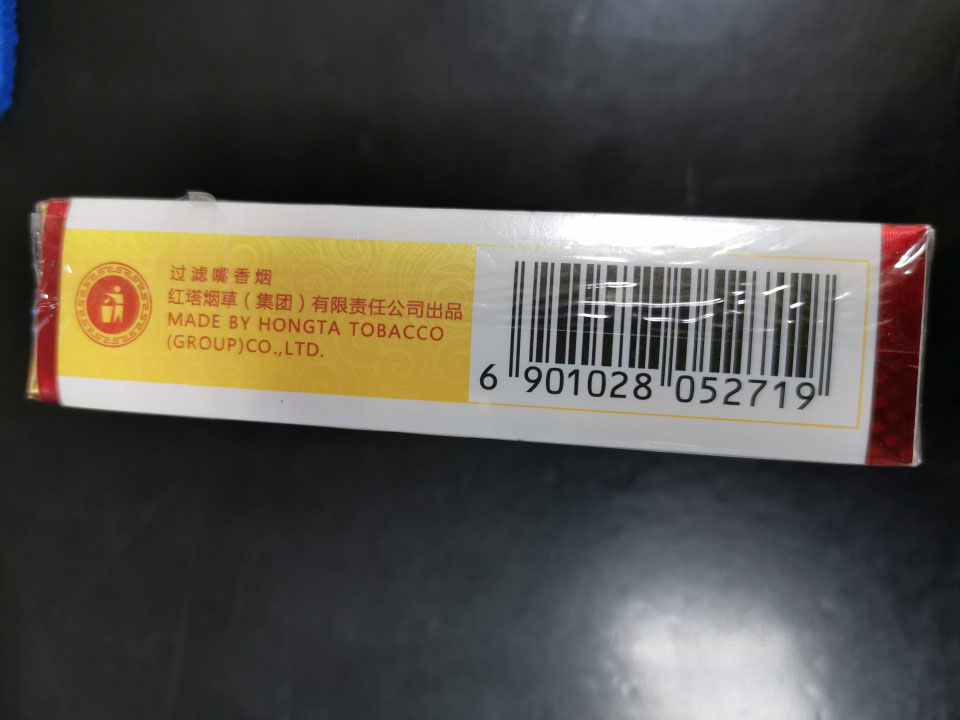 过滤嘴香烟
红塔烟草（集团）有限责任公司出品
MADE BY HONGTA TOBACCO
(GROUP)CO.,LTD.
6 901028 052719